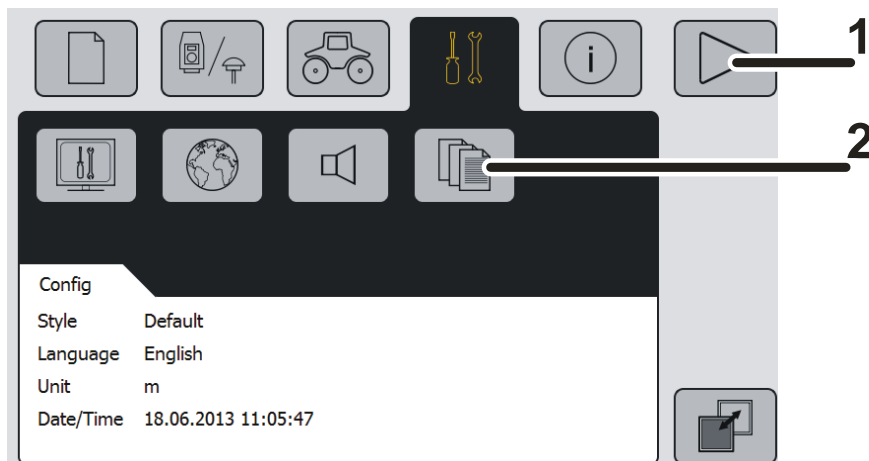 1
2
i
Config
Style Default
Language English
Unit m
Date/Time 18.06.2013 11:05:47